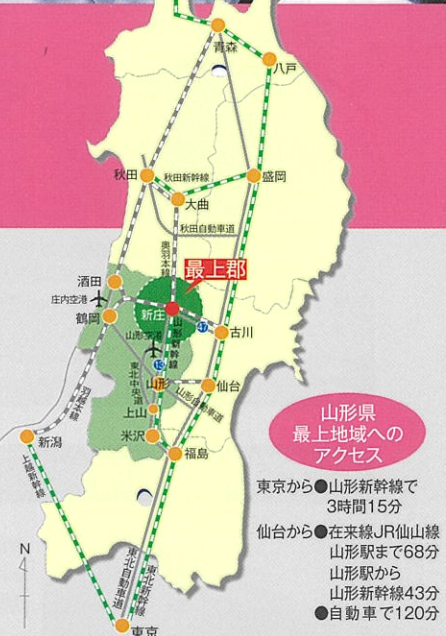 青森
八戸
秋田
秋田新幹線
盛岡
大曲
秋田自動車道
奥羽本線
最上郡
酒田
庄内空港
新庄
鶴岡
47
古川
山形空港
山形新幹線
13
東北中央道
山形
仙台
山形自動車道
羽越本線
上山
米沢
新潟
福島
上越新幹線
東北自動車道
東北新幹線
東京
N
山形県
最上地域への
アクセス
東京から●山形新幹線で
3時間15分
仙台から●在来線JR仙山線
山形駅まで68分
山形駅から
山形新幹線43分
●自動車で120分